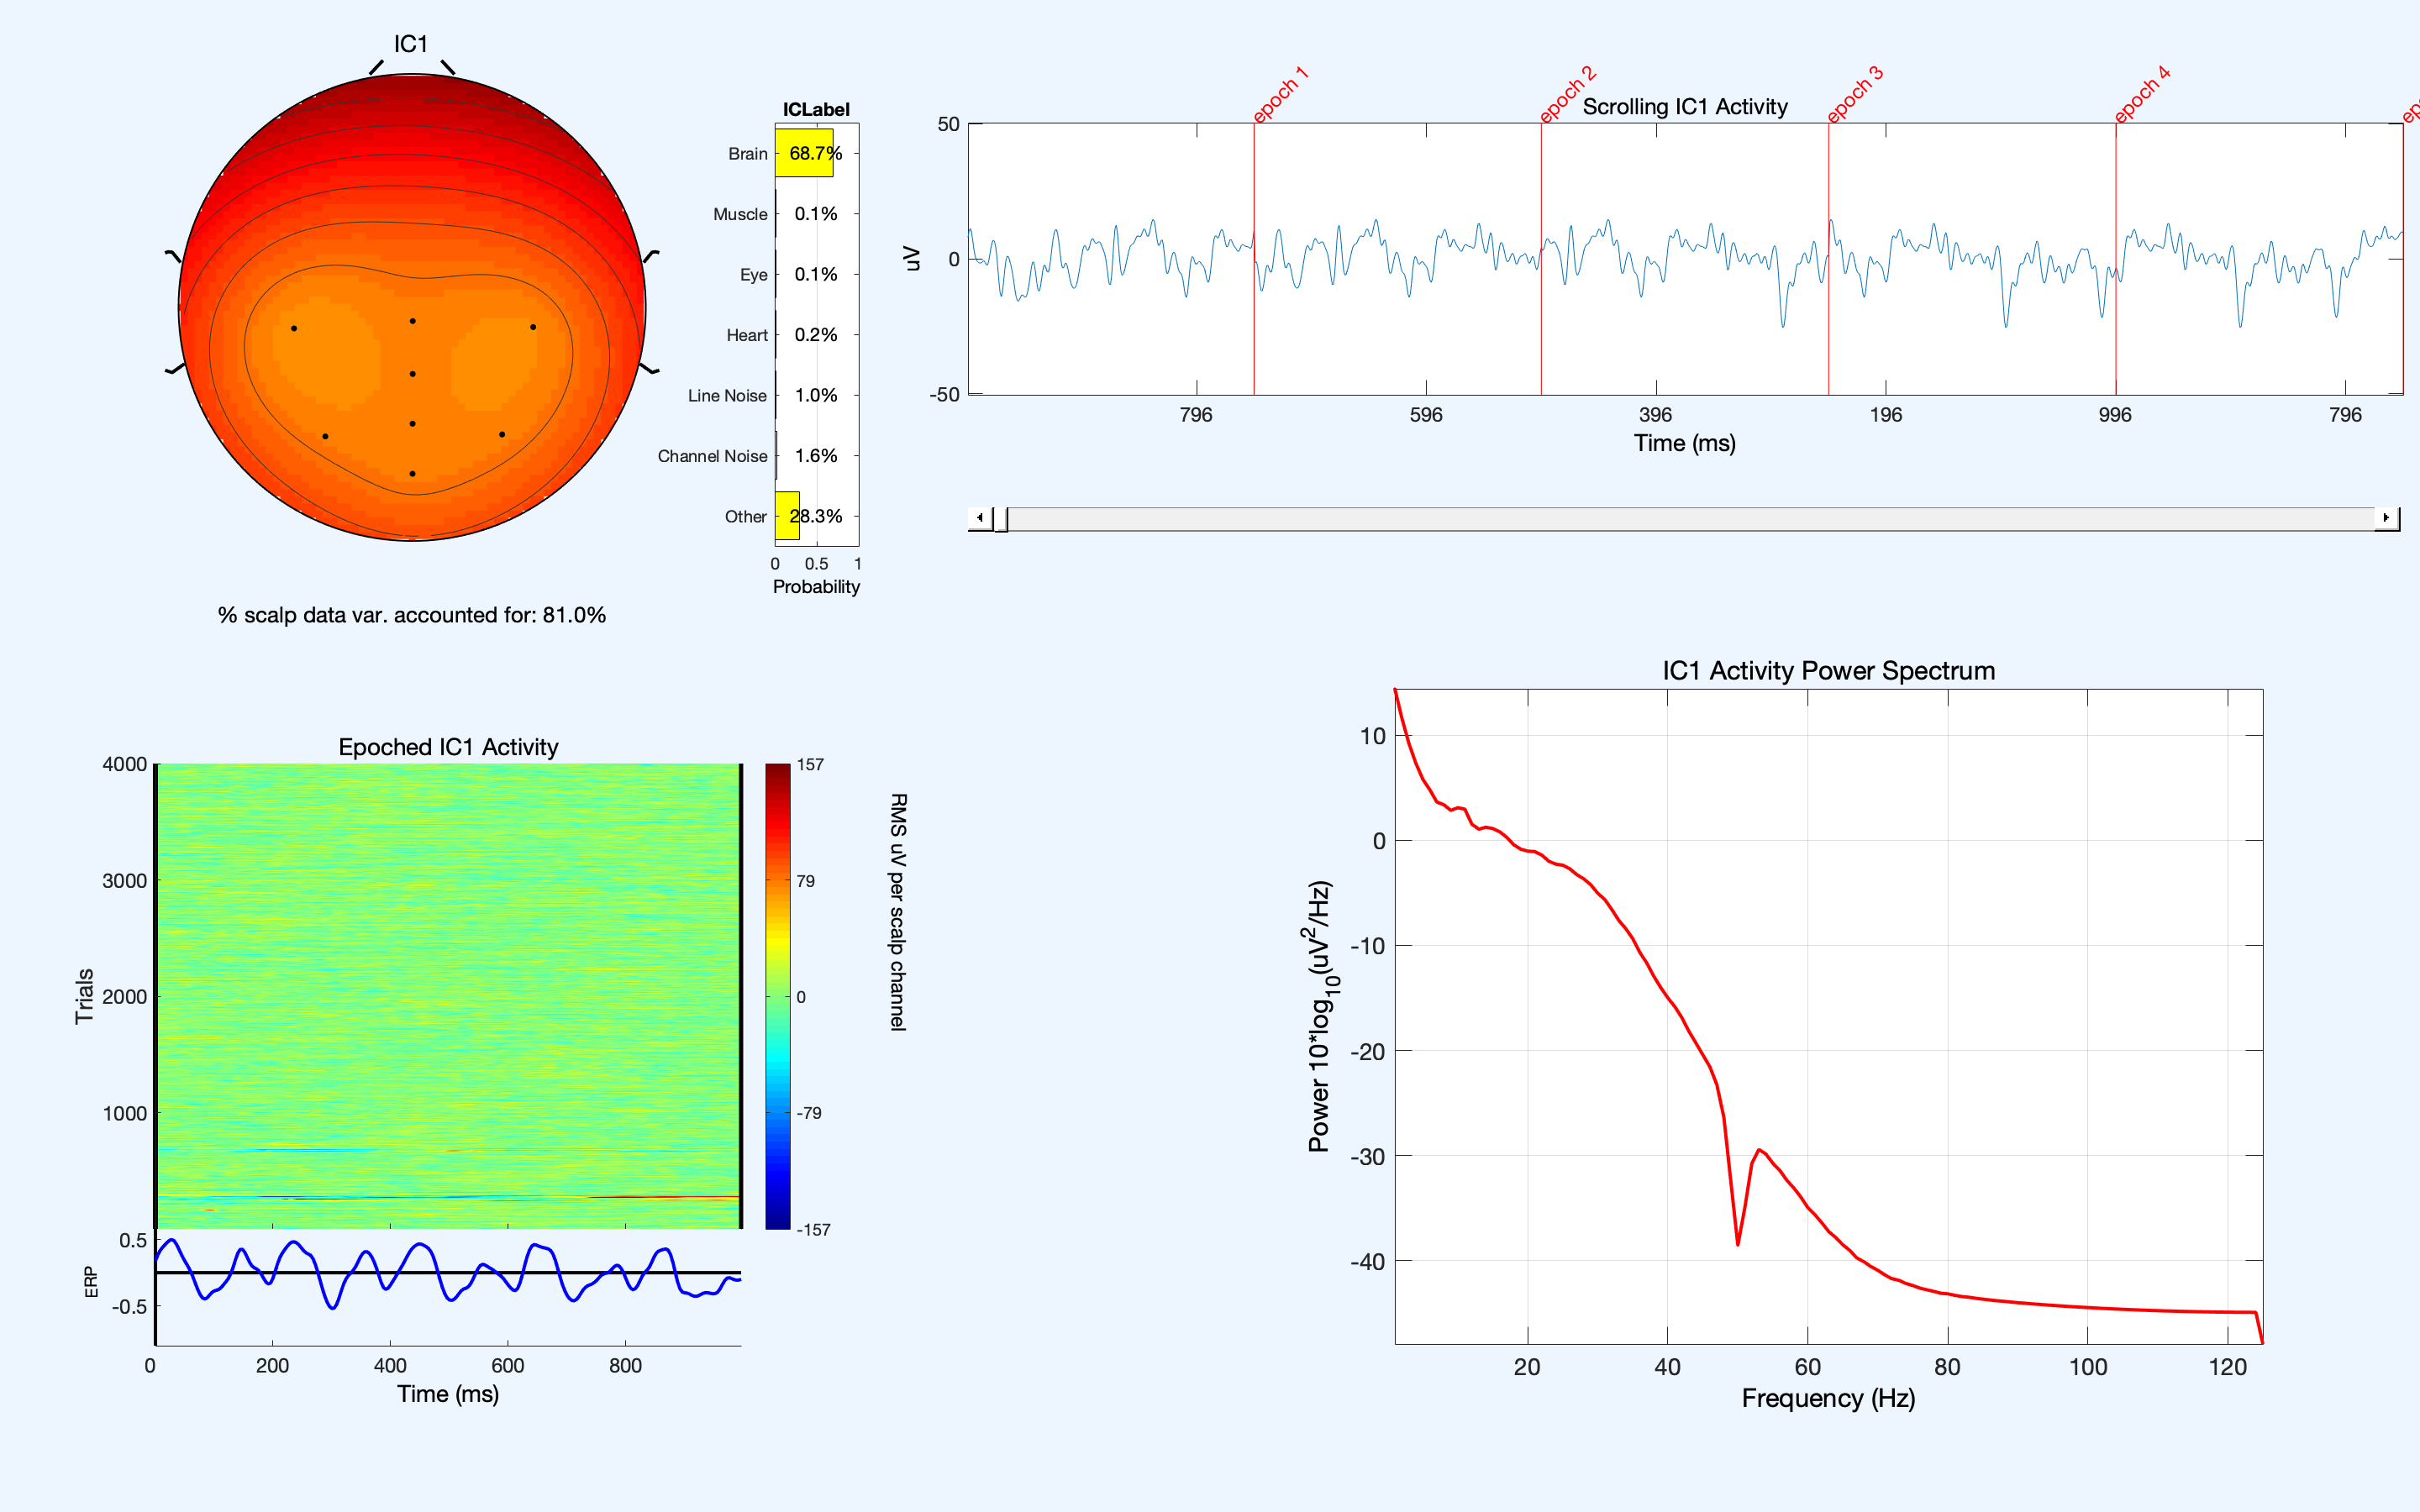 IC1
ICLabel
Brain 68.7%
Muscle 0.1%
Eye 0.1%
Heart 0.2%
Line Noise 1.0%
Channel Noise 1.6%
Other 28.3%
0 0.5 1
Probability
% scalp data var. accounted for: 81.0%
epoch 1
epoch 2
epoch 3
epoch 4
Scrolling IC1 Activity
50
0
-50
uV
796 596 396 196 996 796
Time (ms)
Epoched IC1 Activity
4000
3000
2000
1000
Trials
157
79
0
-79
-157
RMS uV per scalp channel
0.5
-0.5
ERP
0 200 400 600 800
Time (ms)
IC1 Activity Power Spectrum
10
0
-10
-20
-30
-40
Power 10*log10(uV2/Hz)
20 40 60 80 100 120
Frequency (Hz)